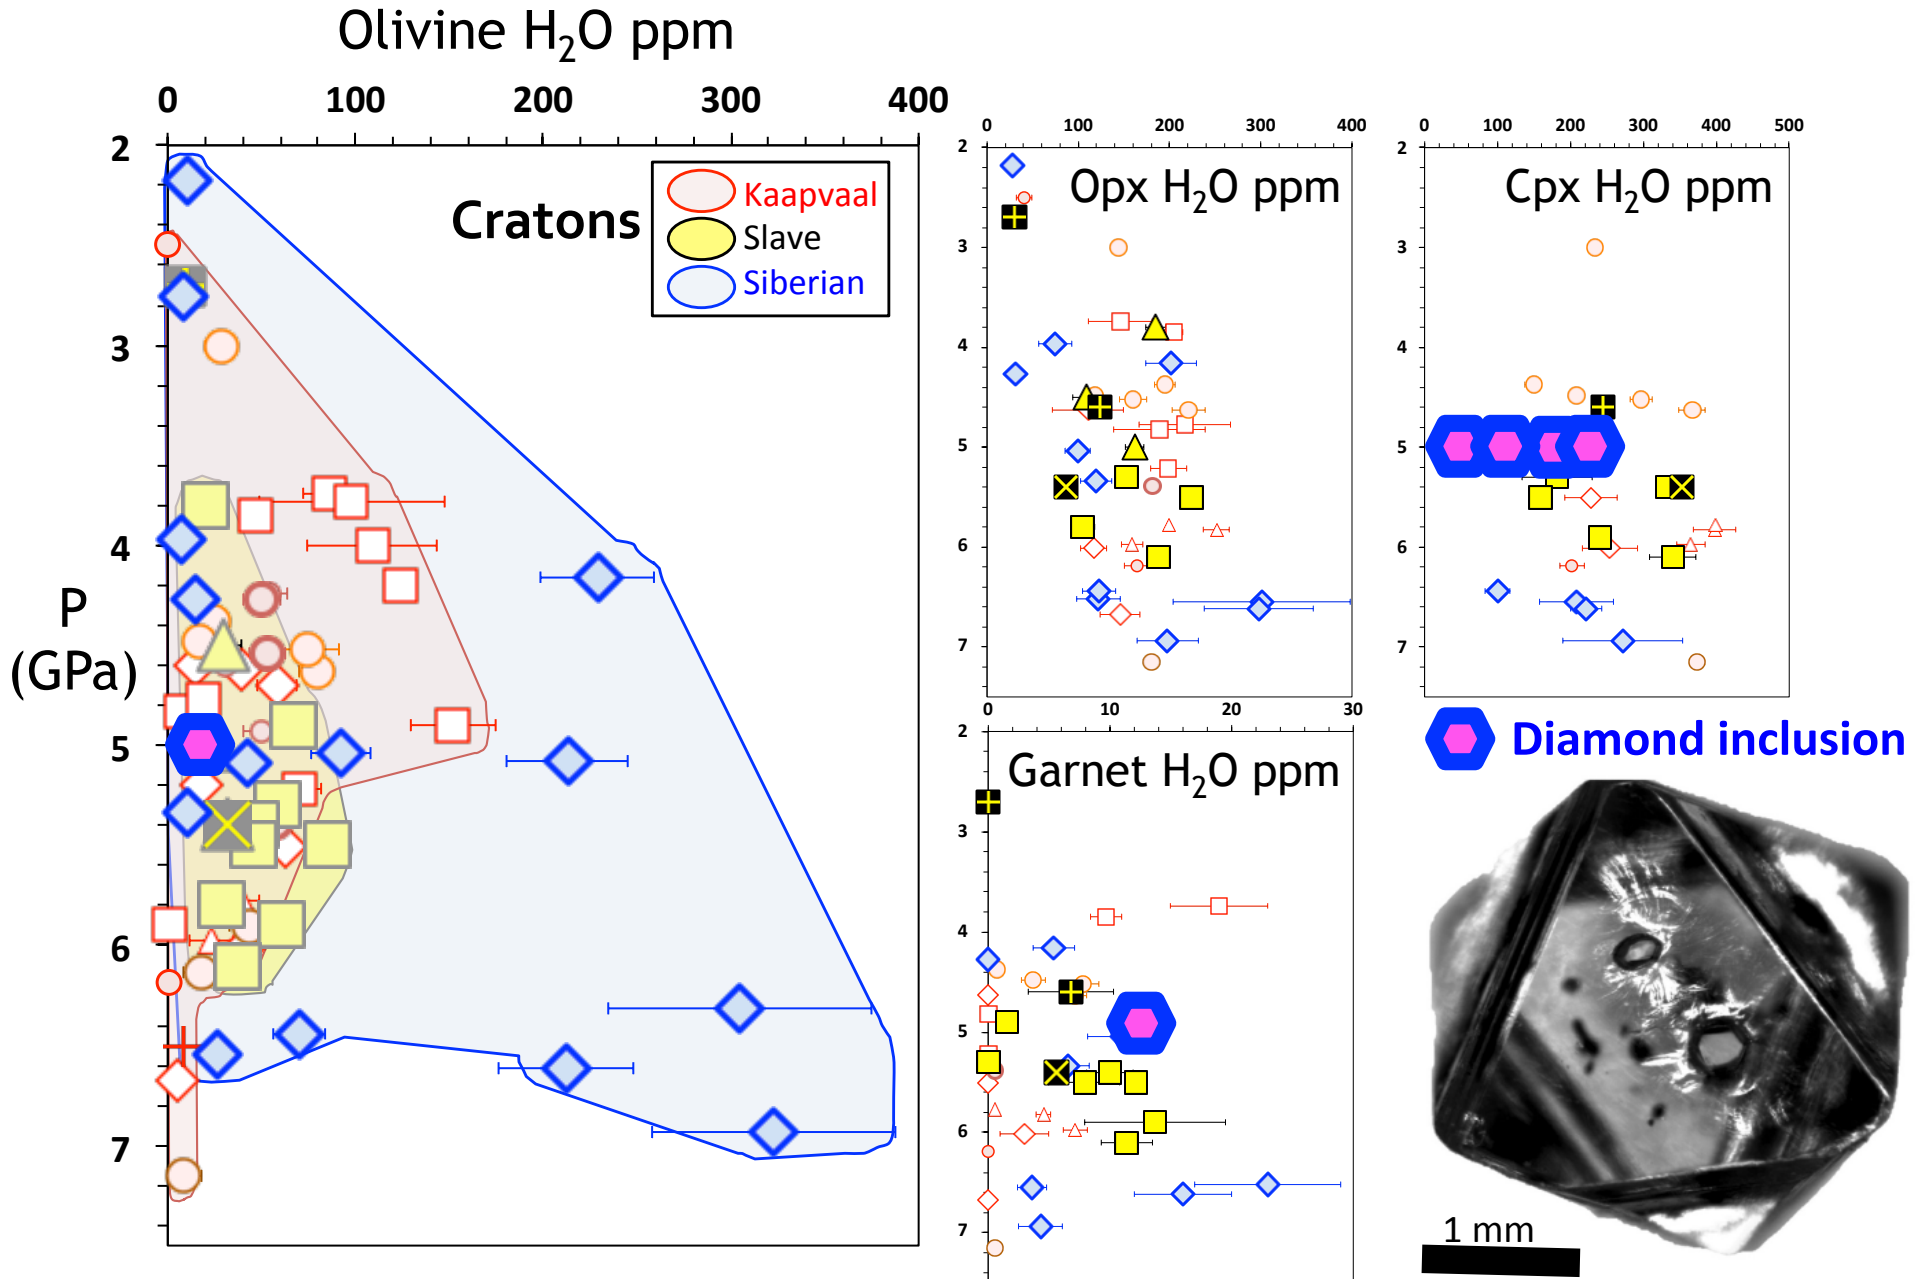 Olivine H₂O ppm
0 100 200 300 400
2
3
4
5
6
7
P
(GPa)
Cratons
Kaapvaal
Slave
Siberian
0 100 200 300 400
2
3
4
5
6
7
Opx H₂O ppm
0 100 200 300 400 500
2
3
4
5
6
7
Cpx H₂O ppm
0 10 20 30
2
3
4
5
6
7
Garnet H₂O ppm
Diamond inclusion
1 mm